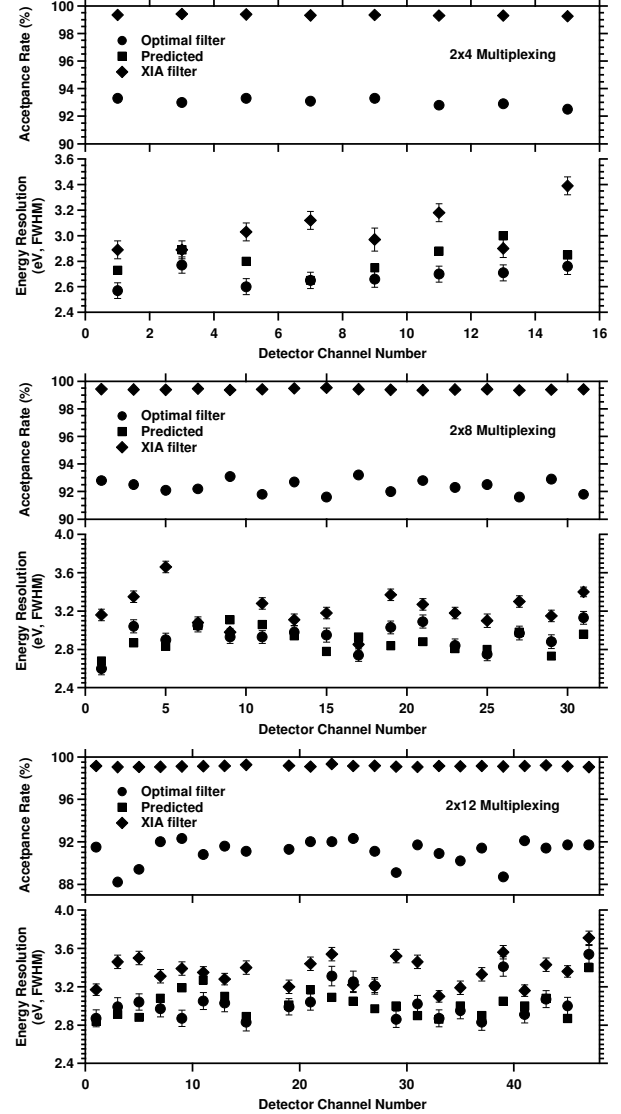 Accetpance Rate (%)
100
98
96
94
92
90
Optimal filter
Predicted
XIA filter
2x4 Multiplexing
Energy Resolution
(eV, FWHM)
3.6
3.4
3.2
3.0
2.8
2.6
2.4
0 2 4 6 8 10 12 14 16
Detector Channel Number
Accetpance Rate (%)
100
98
96
94
92
90
Optimal filter
Predicted
XIA filter
2x8 Multiplexing
Energy Resolution
(eV, FWHM)
4.0
3.6
3.2
2.8
2.4
0 5 10 15 20 25 30
Detector Channel Number
Accetpance Rate (%)
100
96
92
88
Optimal filter
Predicted
XIA filter
2x12 Multiplexing
Energy Resolution
(eV, FWHM)
4.0
3.6
3.2
2.8
2.4
0 10 20 30 40
Detector Channel Number